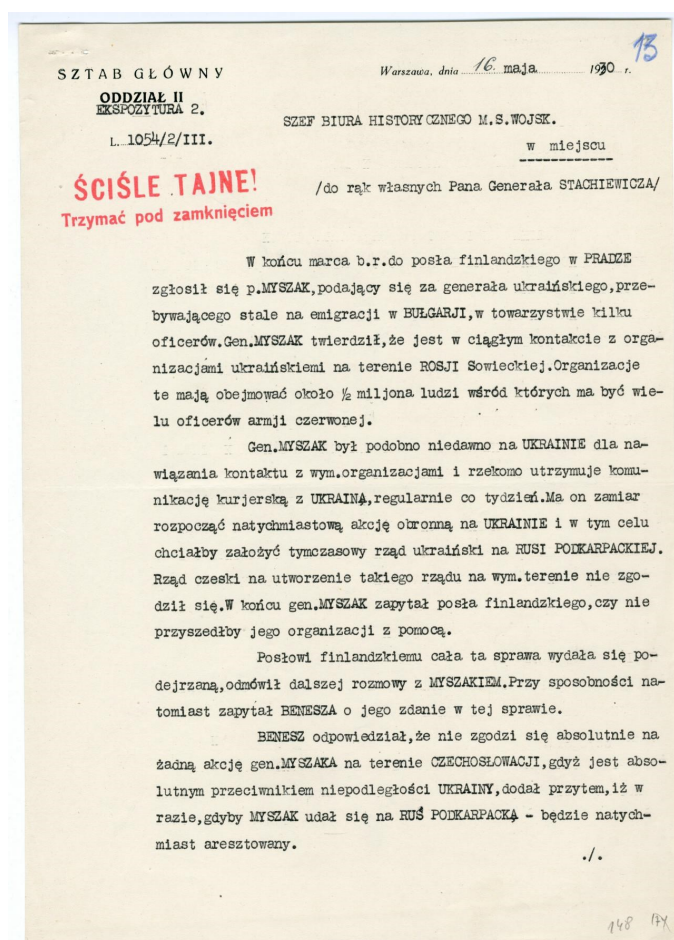 13
SZTAB GŁÓWNY
Warszawa, dnia 16. maja 1930 r.
ODDZIAŁ II
EKSPOZYTURA 2.
SZEF BIURA HISTORYCZNEGO M.S.WOJSK.
L. 1054/2/III.
w miejscu
ŚCIŚLE TAJNE!
Trzymać pod zamknięciem
/do rąk własnych Pana Generała STACHIEWICZA/
W końcu marca b.r.do posła finlandzkiego w PRADZE
zgłosił się p.MYSZAK,podający się za generała ukraińskiego,prze-
bywającego stale na emigracji w BUŁGARJI,w towarzystwie kilku
oficerów.Gen.MYSZAK twierdził,że jest w ciągłym kontakcie z orga-
nizacjami ukraińskiemi na terenie ROSJI Sowieckiej.Organizacje
te mają obejmować około ½ miljona ludzi wśród których ma być wie-
lu oficerów armji czerwonej.
Gen.MYSZAK był podobno niedawno na UKRAINIE dla na-
wiązania kontaktu z wym.organizacjami i rzekomo utrzymuje komu-
nikację kurjerską z UKRAINĄ,regularnie co tydzień.Ma on zamiar
rozpocząć natychmiastową akcję obronną na UKRAINIE i w tym celu
chciałby założyć tymczasowy rząd ukraiński na RUSI PODKARPACKIEJ.
Rząd czeski na utworzenie takiego rządu na wym.terenie nie zgo-
dził się.W końcu gen.MYSZAK zapytał posła finlandzkiego,czy nie
przyszedłby jego organizacji z pomocą.
Posłowi finlandzkiemu cała ta sprawa wydała się po-
dejrzaną,odmówił dalszej rozmowy z MYSZAKIEM.Przy sposobności na-
tomiast zapytał BENESZA o jego zdanie w tej sprawie.
BENESZ odpowiedział,że nie zgodzi się absolutnie na
żadną akcję gen.MYSZAKA na terenie CZECHOSŁOWACJI,gdyż jest abso-
lutnym przeciwnikiem niepodległości UKRAINY,dodał przytem,iż w
razie,gdyby MYSZAK udał się na RUŚ PODKARPACKĄ - będzie natych-
miast aresztowany.
./.
148